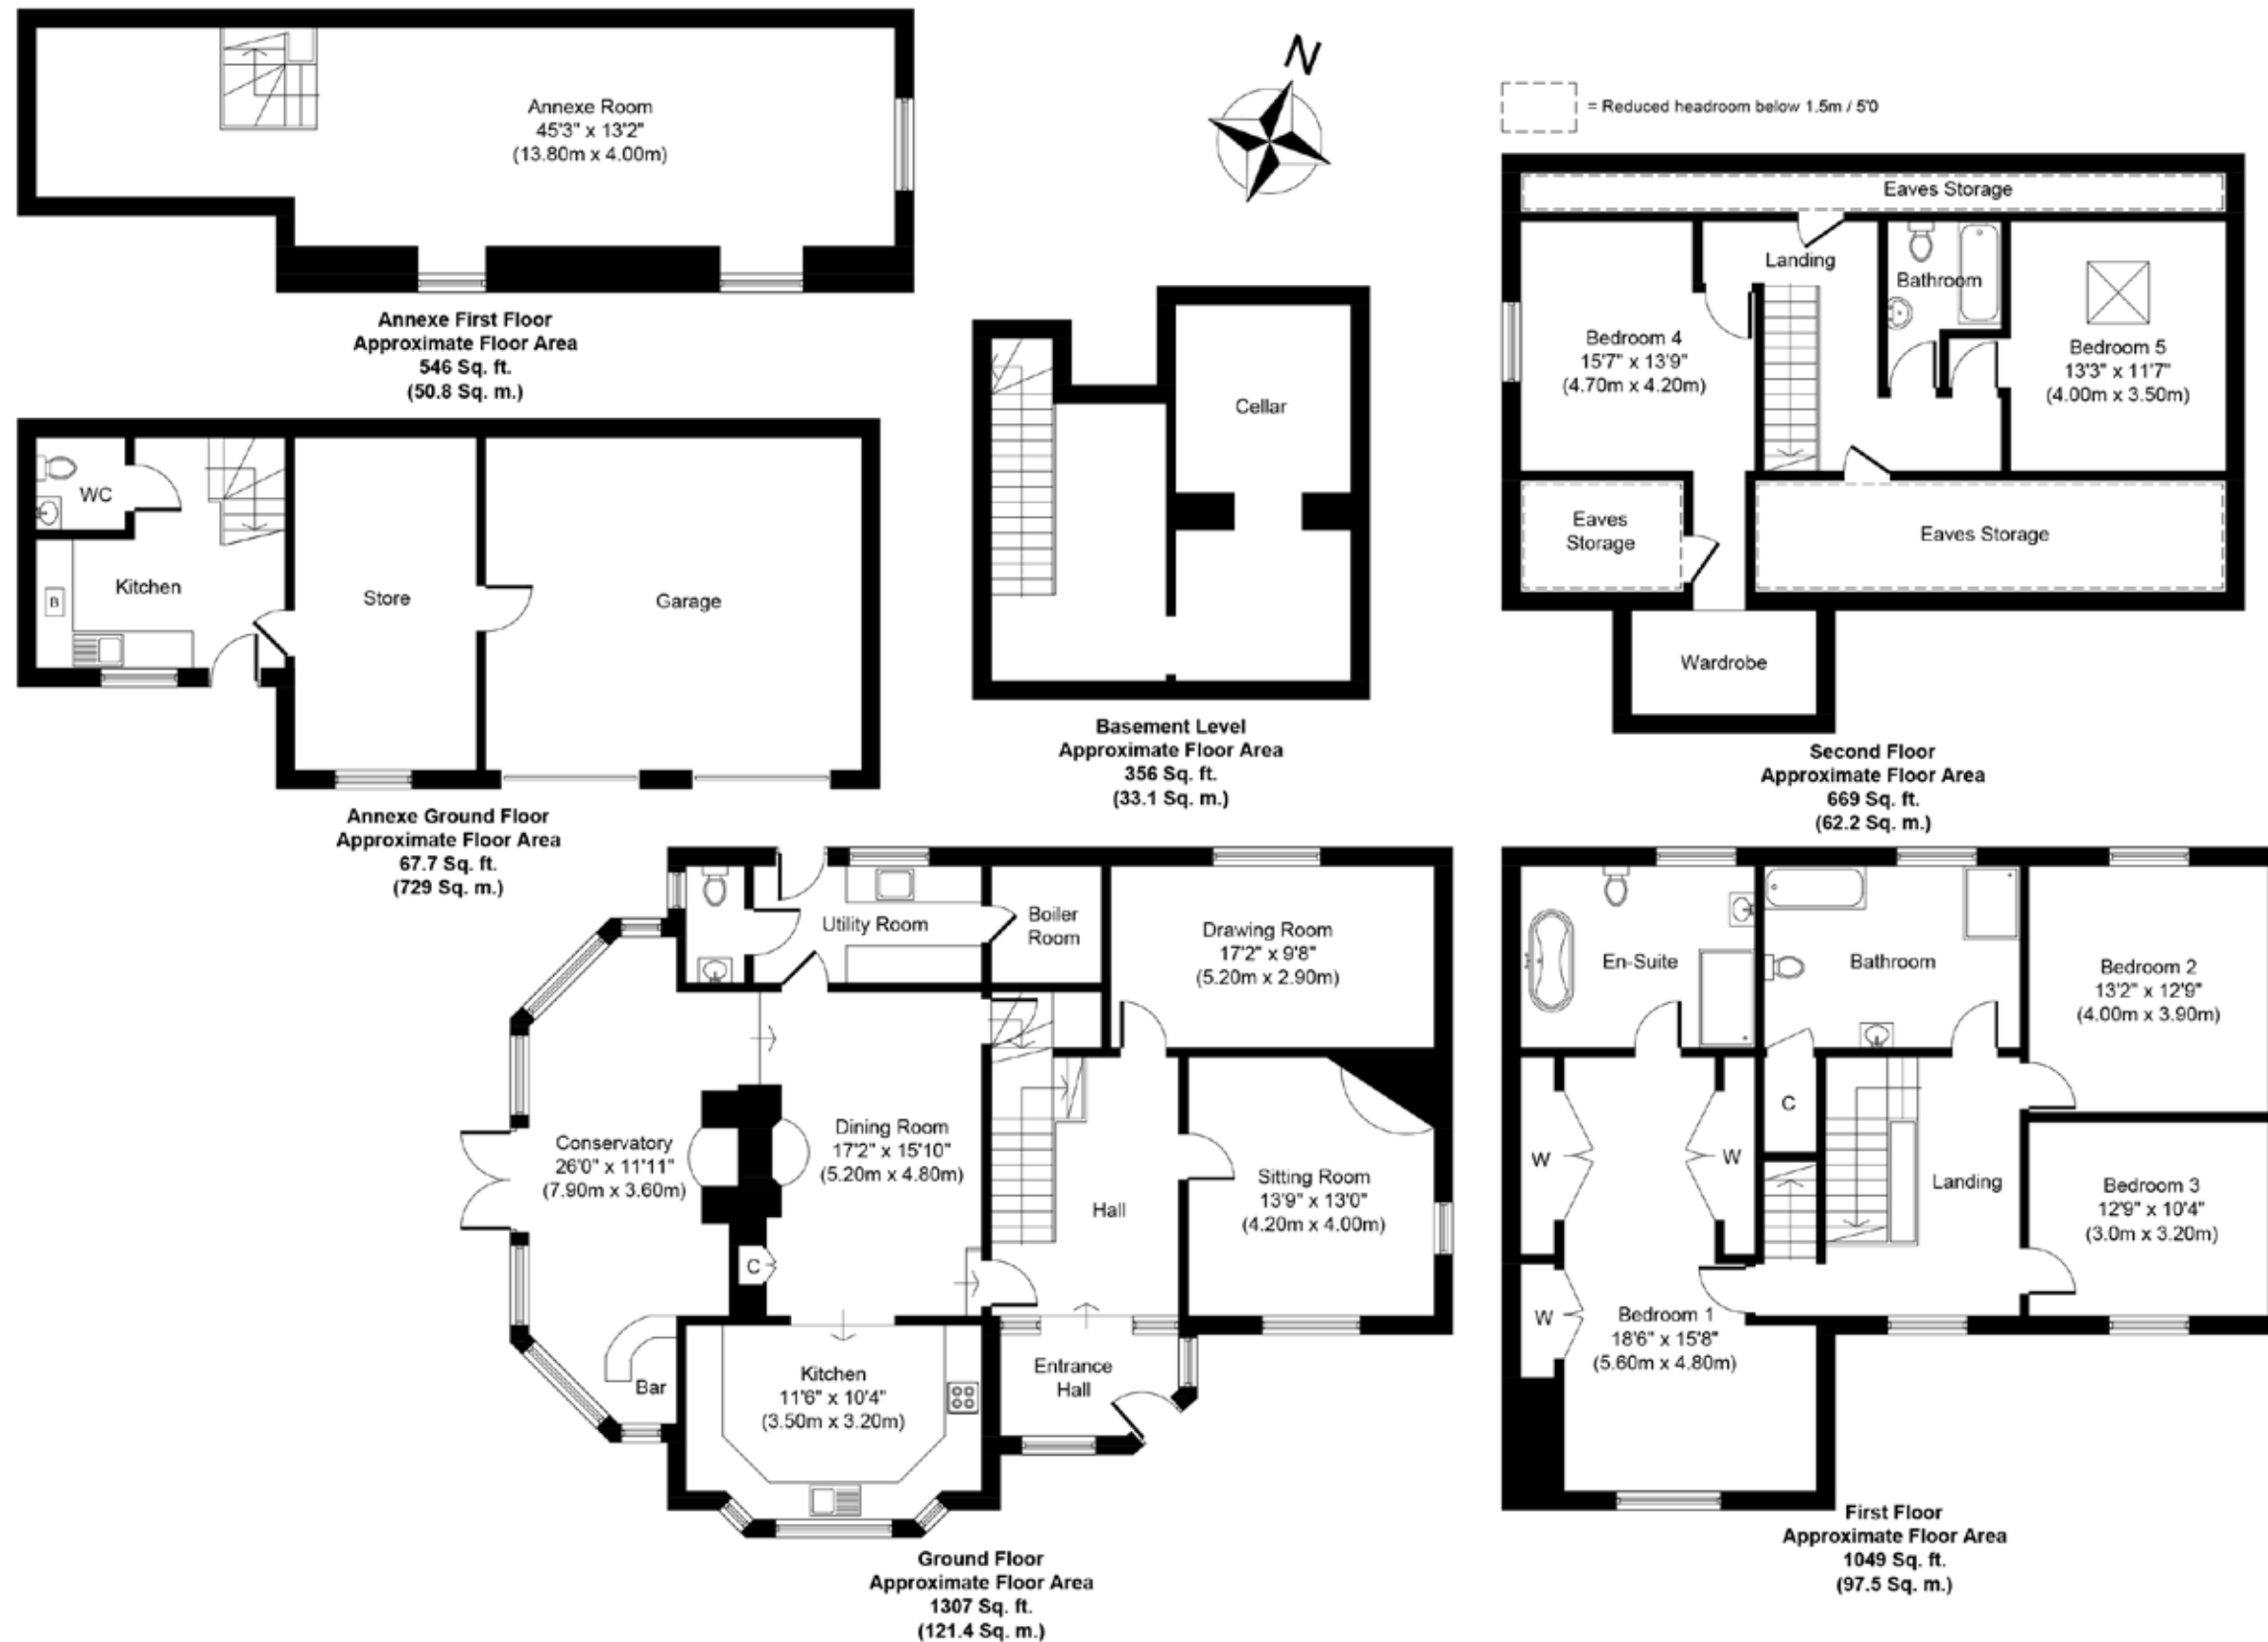 Annexe Room
45'3" x 13'2"
(13.80m x 4.00m)
Annexe First Floor
Approximate Floor Area
546 Sq. ft.
(50.8 Sq. m.)
N
= Reduced headroom below 1.5m / 5'0
Eaves Storage
Landing
Bathroom
Bedroom 4
15'7" x 13'9"
(4.70m x 4.20m)
Bedroom 5
13'3" x 11'7"
(4.00m x 3.50m)
Eaves
Storage
Eaves Storage
Wardrobe
Second Floor
Approximate Floor Area
669 Sq. ft.
(62.2 Sq. m.)
Cellar
Basement Level
Approximate Floor Area
356 Sq. ft.
(33.1 Sq. m.)
WC
Kitchen
B
Store
Garage
Annexe Ground Floor
Approximate Floor Area
67.7 Sq. ft.
(729 Sq. m.)
Utility Room
Boiler
Room
Drawing Room
17'2" x 9'8"
(5.20m x 2.90m)
Conservatory
26'0" x 11'11"
(7.90m x 3.60m)
Dining Room
17'2" x 15'10"
(5.20m x 4.80m)
Hall
Sitting Room
13'9" x 13'0"
(4.20m x 4.00m)
C
Bar
Kitchen
11'6" x 10'4"
(3.50m x 3.20m)
Entrance
Hall
Ground Floor
Approximate Floor Area
1307 Sq. ft.
(121.4 Sq. m.)
En-Suite
Bathroom
Bedroom 2
13'2" x 12'9"
(4.00m x 3.90m)
C
W
W
Landing
Bedroom 3
12'9" x 10'4"
(3.0m x 3.20m)
W
Bedroom 1
18'6" x 15'8"
(5.60m x 4.80m)
First Floor
Approximate Floor Area
1049 Sq. ft.
(97.5 Sq. m.)